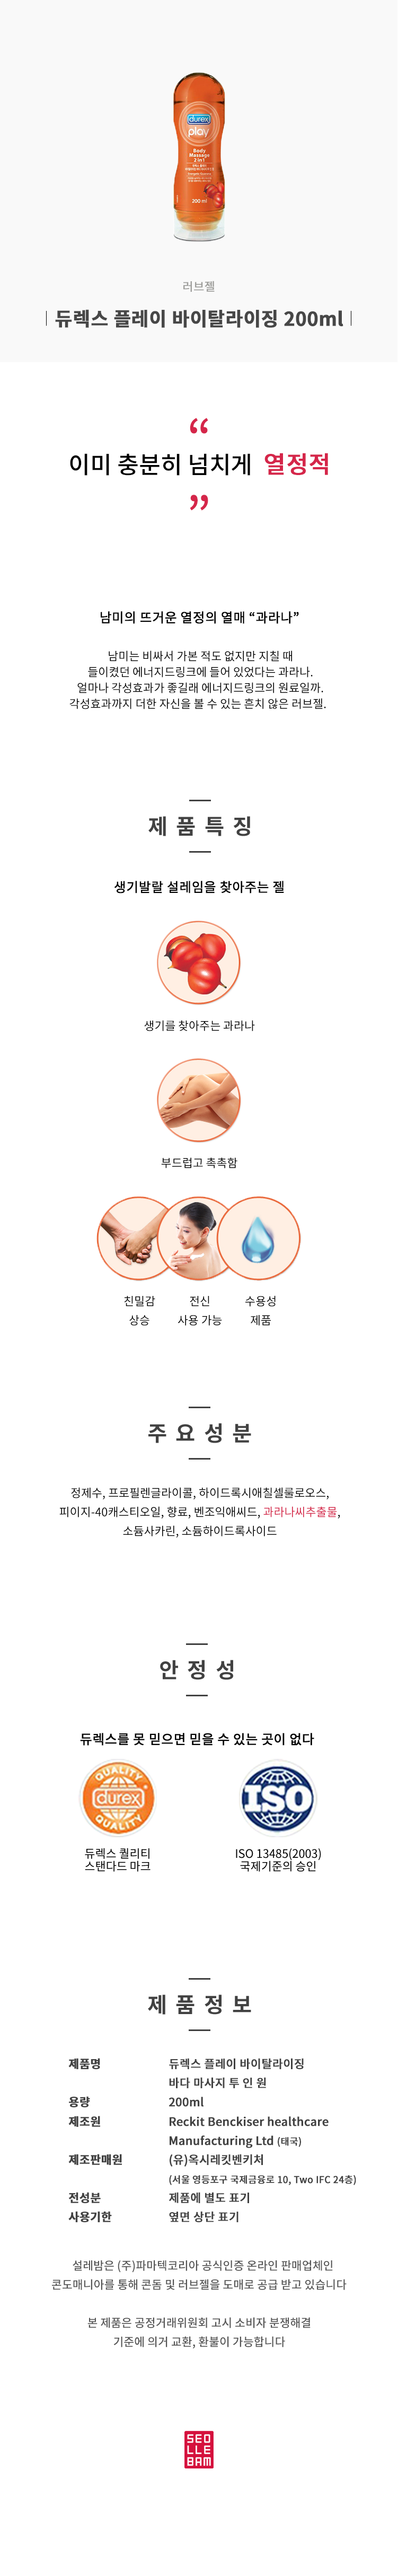 durex
play
Body
Massage
2 in 1
200 ml
러브젤
듀렉스 플레이 바이탈라이징 200ml
“
이미 충분히 넘치게 열정적
”
남미의 뜨거운 열정의 열매 “과라나”
남미는 비싸서 가본 적도 없지만 지칠 때
들이켰던 에너지드링크에 들어 있었다는 과라나.
얼마나 각성효과가 좋길래 에너지드링크의 원료일까.
각성효과까지 더한 자신을 볼 수 있는 흔치 않은 러브젤.
제품특징
생기발랄 설레임을 찾아주는 젤
생기를 찾아주는 과라나
부드럽고 촉촉함
친밀감 전신 수용성
상승 사용 가능 제품
주요성분
정제수, 프로필렌글라이콜, 하이드록시애칠셀룰로오스,
피이지-40캐스티오일, 향료, 벤조익애씨드, 과라나씨추출물,
소듐사카린, 소듐하이드록사이드
안정성
듀렉스를 못 믿으면 믿을 수 있는 곳이 없다
QUALITY
durex
QUALITY
ISO
듀렉스 퀄리티
스탠다드 마크
ISO 13485(2003)
국제기준의 승인
제품정보
제품명 듀렉스 플레이 바이탈라이징
바다 마사지 투 인 원
용량 200ml
제조원 Reckit Benckiser healthcare
Manufacturing Ltd (태국)
제조판매원 (유)옥시레킷벤키처
(서울 영등포구 국제금융로 10, Two IFC 24층)
전성분 제품에 별도 표기
사용기한 옆면 상단 표기
설레밤은 (주)파마텍코리아 공식인증 온라인 판매업체인
콘도매니아를 통해 콘돔 및 러브젤을 도매로 공급 받고 있습니다
본 제품은 공정거래위원회 고시 소비자 분쟁해결
기준에 의거 교환, 환불이 가능합니다
SEO
LLE
BAM